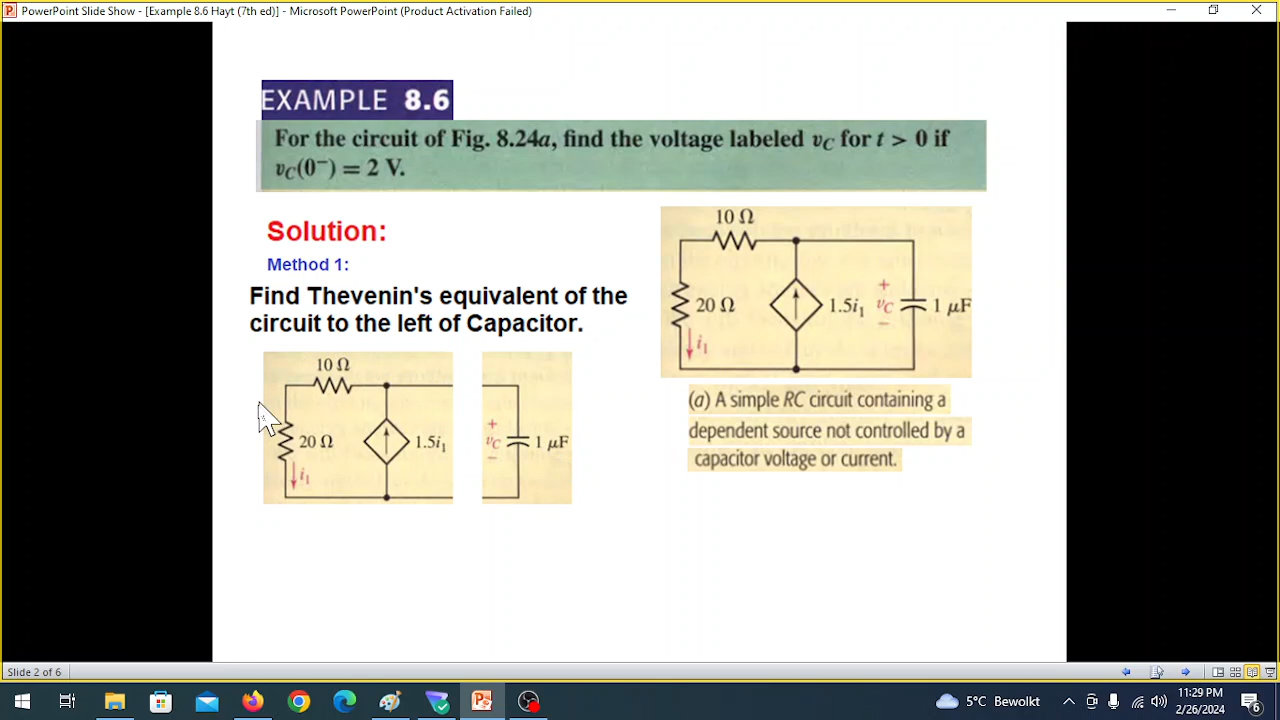 PowerPoint Slide Show - [Example 8.6 Hayt (7th ed)] - Microsoft PowerPoint (Product Activation Failed)
EXAMPLE 8.6
For the circuit of Fig. 8.24a, find the voltage labeled vC for t > 0 if
vC(0−) = 2 V.
Solution:
Method 1:
Find Thevenin's equivalent of the
circuit to the left of Capacitor.
10 Ω
20 Ω
i1
1.5i1
+
vC
−
1 μF
10 Ω
20 Ω
i1
1.5i1
+
vC
−
1 μF
(a) A simple RC circuit containing a
dependent source not controlled by a
capacitor voltage or current.
Slide 2 of 6
5°C Bewolkt
11:29 PM
2/26/2024
6